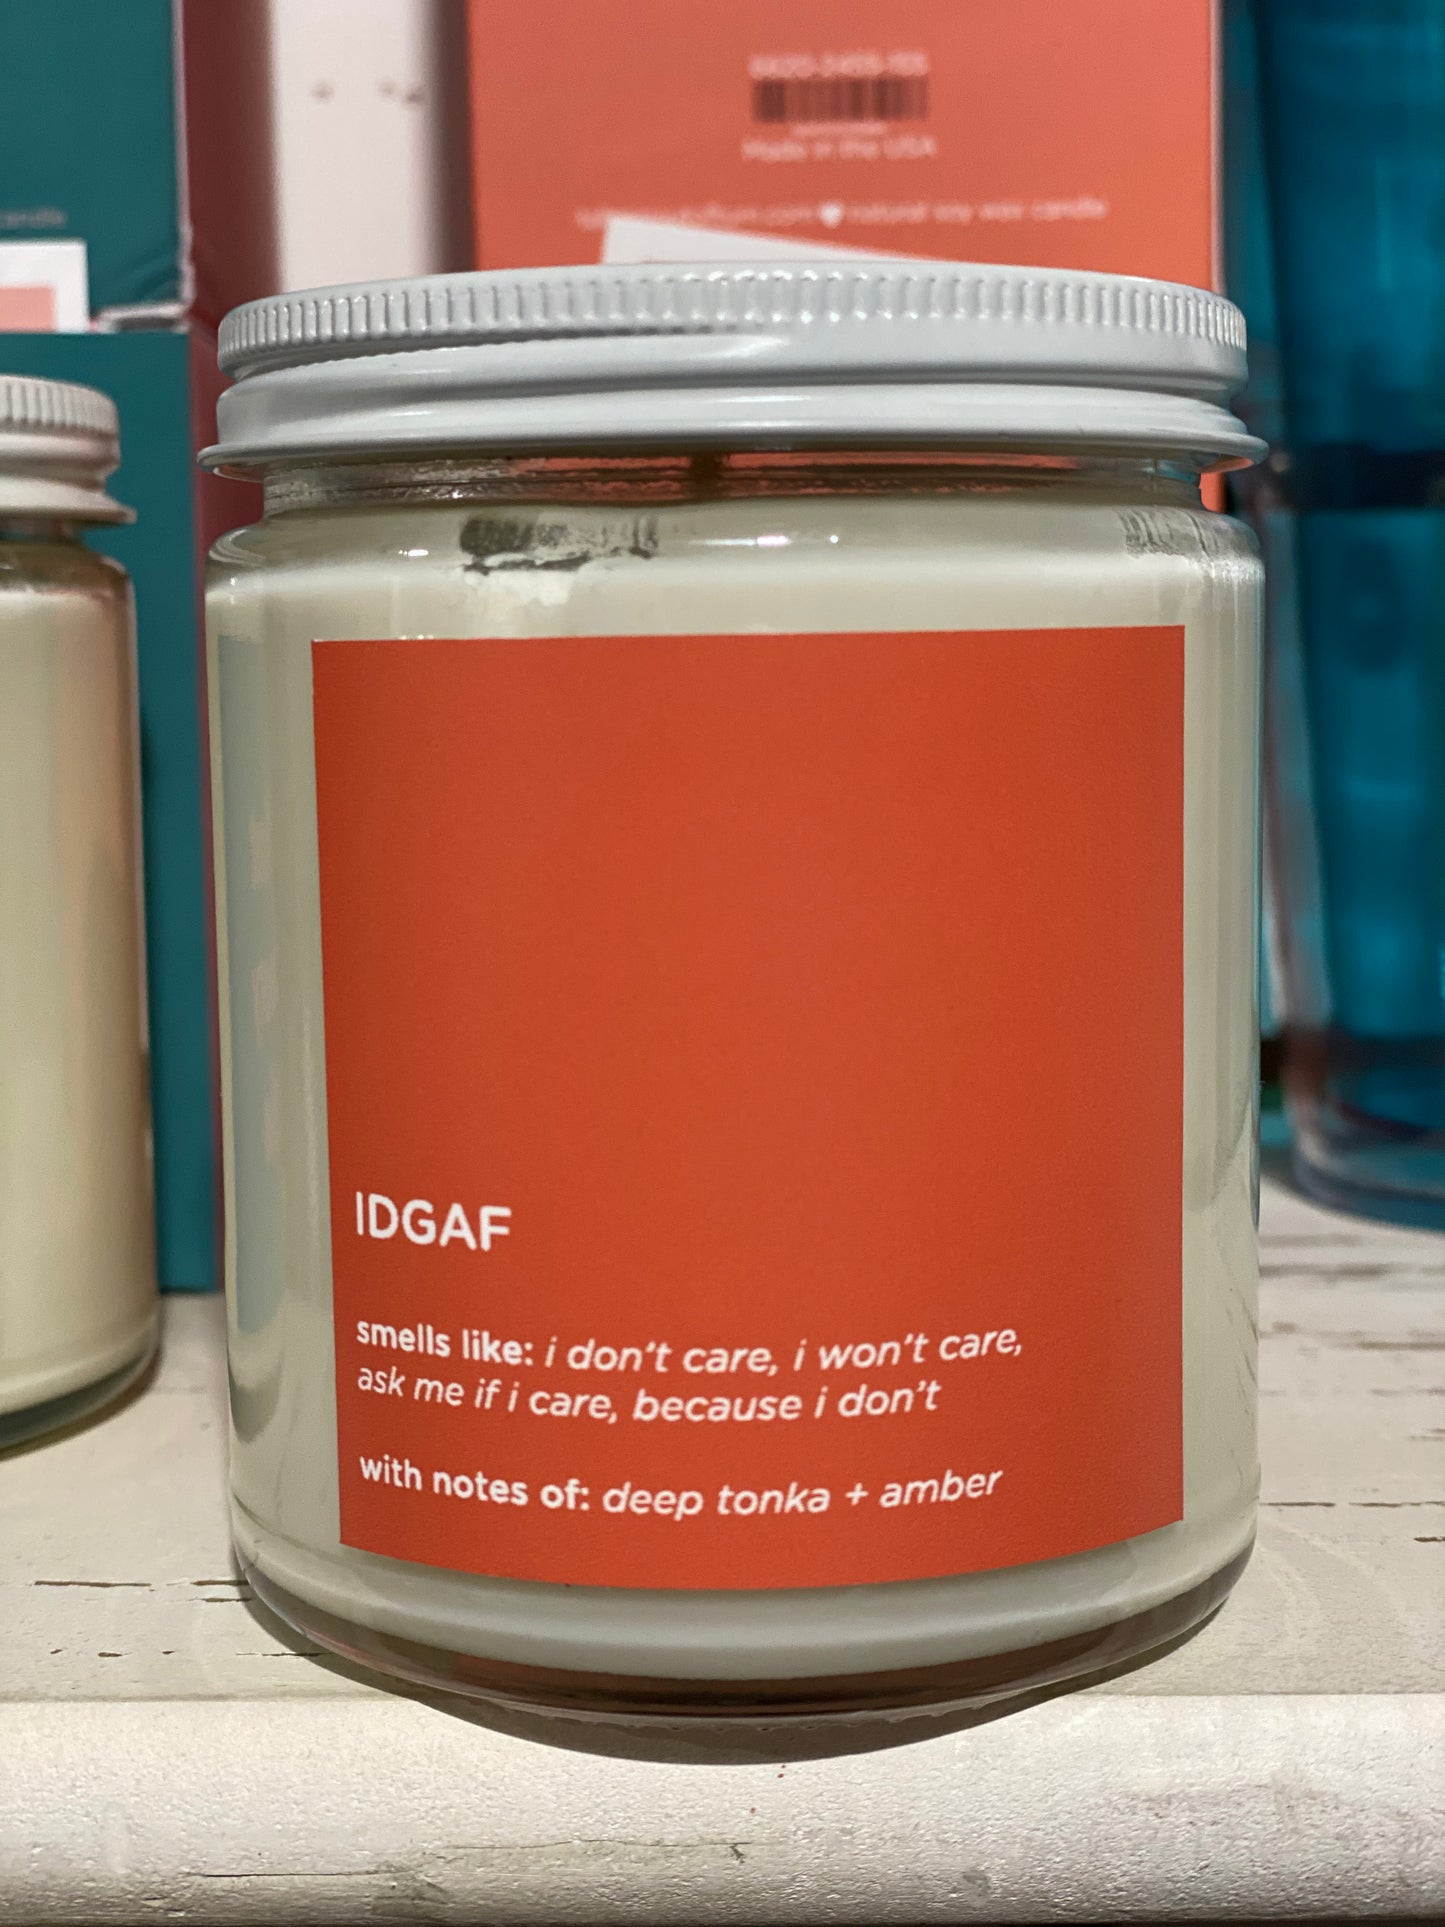 Made in the USA
natural soy wax candle
candle
IDGAF
smells like: i don't care, i won't care,
ask me if i care, because i don't
with notes of: deep tonka + amber